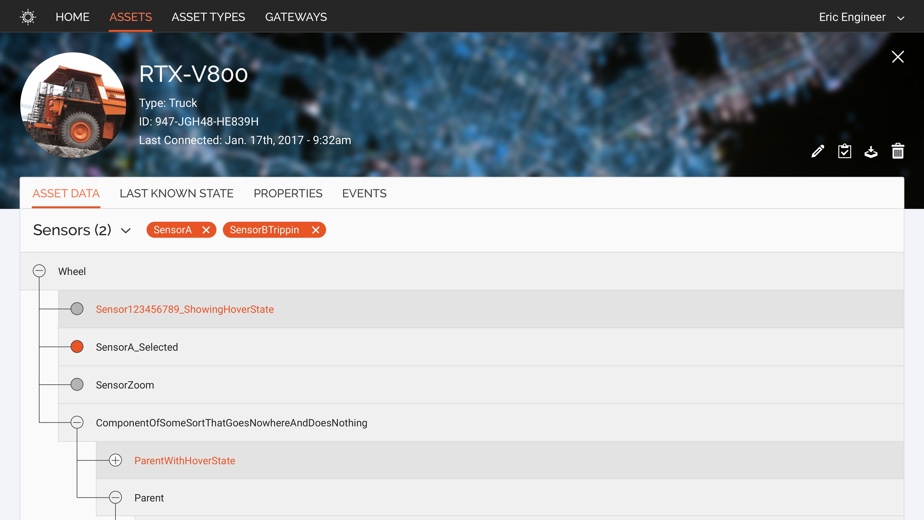 HOME ASSETS ASSET TYPES GATEWAYS Eric Engineer
RTX-V800
Type: Truck
ID: 947-JGH48-HE839H
Last Connected: Jan. 17th, 2017 - 9:32am
ASSET DATA LAST KNOWN STATE PROPERTIES EVENTS
Sensors (2) SensorA SensorBTrippin
Wheel
Sensor123456789_ShowingHoverState
SensorA_Selected
SensorZoom
ComponentOfSomeSortThatGoesNowhereAndDoesNothing
ParentWithHoverState
Parent